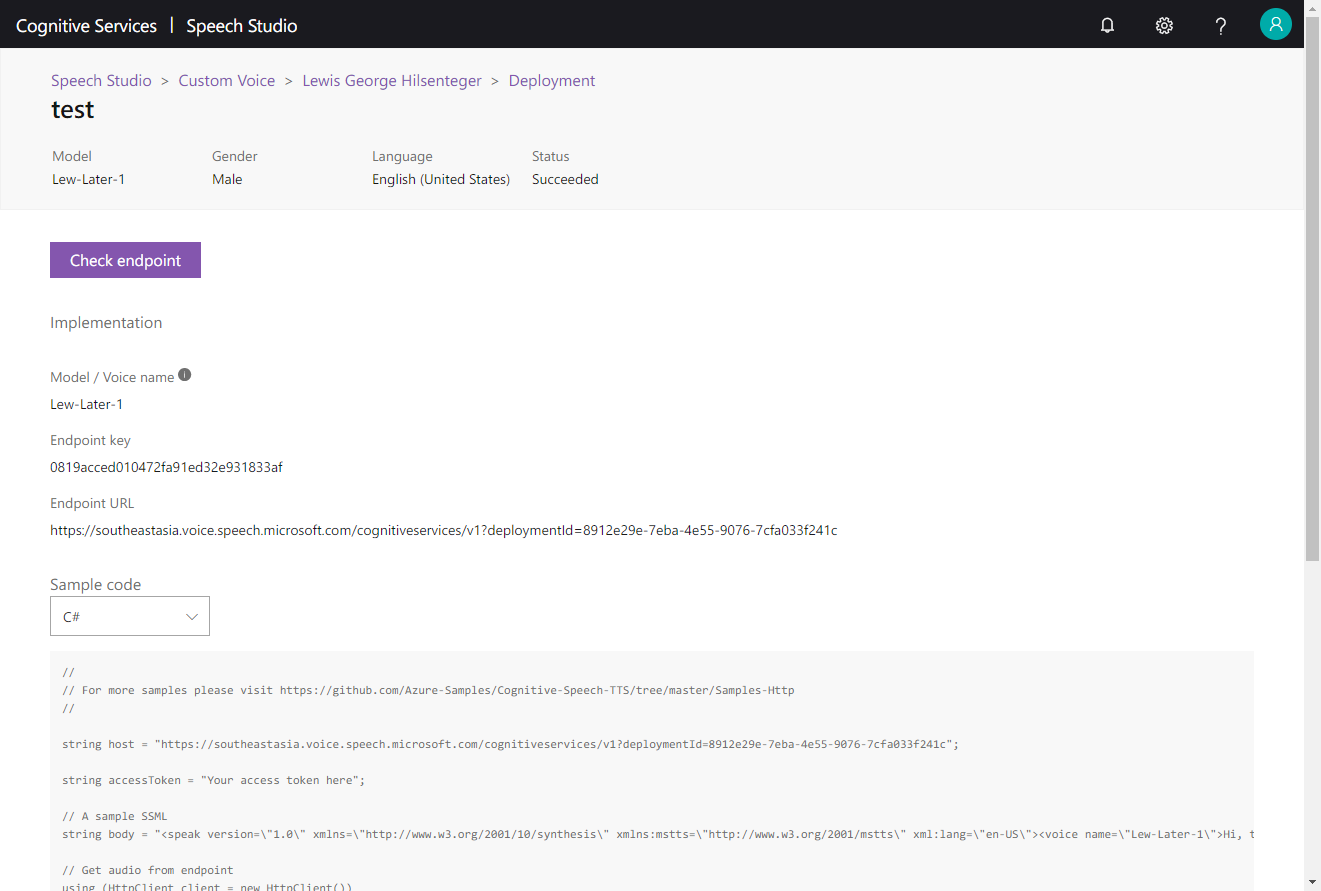 Cognitive Services | Speech Studio
Speech Studio > Custom Voice > Lewis George Hilsenteger > Deployment
test
Model Gender Language Status
Lew-Later-1 Male English (United States) Succeeded
Check endpoint
Implementation
Model / Voice name
Lew-Later-1
Endpoint key
0819acced010472fa91ed32e931833af
Endpoint URL
https://southeastasia.voice.speech.microsoft.com/cognitiveservices/v1?deploymentId=8912e29e-7eba-4e55-9076-7cfa033f241c
Sample code
C#
//
// For more samples please visit https://github.com/Azure-Samples/Cognitive-Speech-TTS/tree/master/Samples-Http
//
string host = "https://southeastasia.voice.speech.microsoft.com/cognitiveservices/v1?deploymentId=8912e29e-7eba-4e55-9076-7cfa033f241c";
string accessToken = "Your access token here";
// A sample SSML
string body = "<speak version=\"1.0\" xmlns=\"http://www.w3.org/2001/10/synthesis\" xmlns:mstts=\"http://www.w3.org/2001/mstts\" xml:lang=\"en-US\"><voice name=\"Lew-Later-1\">Hi, t
// Get audio from endpoint
using (HttpClient client = new HttpClient())